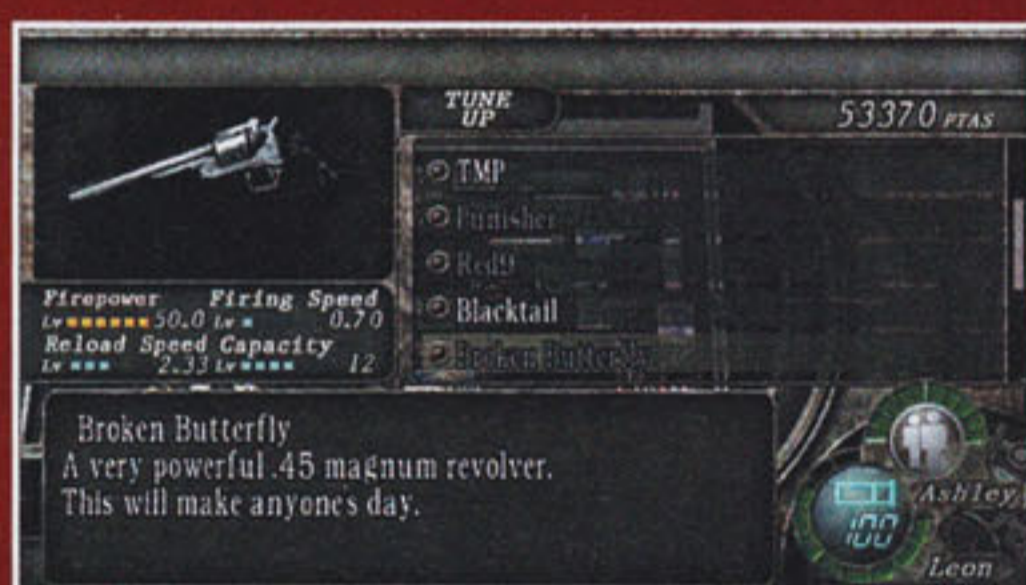 TUNE
UP
53370 PTAS
TMP
Punisher
Red9
Blacktail
Broken Butterfly
Firepower Firing Speed
Lv 50.0 Lv 0.70
Reload Speed Capacity
Lv 2.33 Lv 12
Broken Butterfly
A very powerful .45 magnum revolver.
This will make anyones day.
Ashley
100
Leon